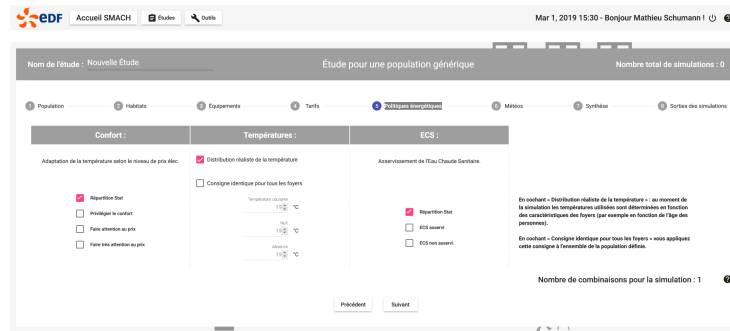 edf Accueil SMACH Études Outils Mar 1, 2019 15:30 - Bonjour Mathieu Schumann !
Nom de l'étude : Nouvelle Étude Étude pour une population générique Nombre total de simulations : 0
1 Population 2 Habitats 3 Équipements 4 Tarifs 5 Politiques énergétiques 6 Météos 7 Synthèse 8 Sorties des simulations
Confort : Températures : ECS :
Adaptation de la température selon le niveau de prix élec. Distribution réaliste de la température Asservissement de l'Eau Chaude Sanitaire.
Consigne identique pour tous les foyers
Répartition Stat
Privilégier le confort
Faire attention au prix
Faire très attention au prix
Température courante
19 °C
Nuit
19 °C
Absence
19 °C
Répartition Stat
ECS asservi
ECS non asservi
En cochant « Distribution réaliste de la température » : au moment de
la simulation les températures utilisées sont déterminées en fonction
des caractéristiques des foyers (par exemple en fonction de l'âge des
personnes).
En cochant « Consigne identique pour tous les foyers » vous appliquez
cette consigne à l'ensemble de la population définie.
Nombre de combinaisons pour la simulation : 1
Précédent Suivant